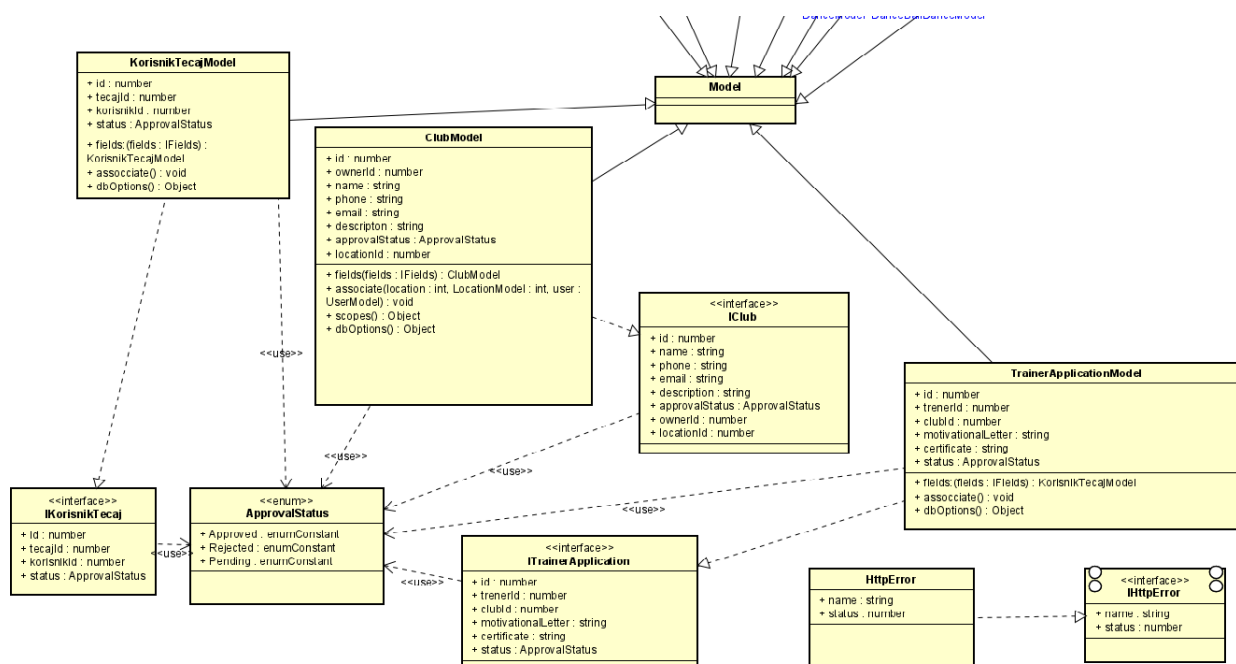 DanceModel DanceDallDanceModel
KorisnikTecajModel
+ id : number
+ tecajId : number
+ korisnikId : number
+ status : ApprovalStatus
+ fields:(fields : IFields) :
KorisnikTecajModel
+ assocciate() : void
+ dbOptions() : Object
Model
ClubModel
+ id : number
+ ownerId : number
+ name : string
+ phone : string
+ email : string
+ descripton : string
+ approvalStatus : ApprovalStatus
+ locationId : number
+ fields(fields : IFields) : ClubModel
+ associate(location : int, LocationModel : int, user :
UserModel) : void
+ scopes() : Object
+ dbOptions() : Object
<<interface>>
IClub
+ id : number
+ name : string
+ phone : string
+ email : string
+ description : string
+ approvalStatus : ApprovalStatus
+ ownerId : number
+ locationId : number
TrainerApplicationModel
+ id : number
+ trenerId : number
+ clubId : number
+ motivationalLetter : string
+ certificate : string
+ status : ApprovalStatus
+ fields:(fields : IFields) : KorisnikTecajModel
+ assocciate() : void
+ dbOptions() : Object
<<use>>
<<use>>
<<use>>
<<use>>
<<interface>>
IKorisnikTecaj
+ id : number
+ tecajId : number
+ korisnikId : number
+ status : ApprovalStatus
<<use>>
<<enum>>
ApprovalStatus
+ Approved : enumConstant
+ Rejected : enumConstant
+ Pending : enumConstant
<<use>>
<<interface>>
ITrainerApplication
+ id : number
+ trenerId : number
+ clubId : number
+ motivationalLetter : string
+ certificate : string
+ status : ApprovalStatus
HttpError
+ name : string
+ status : number
<<interface>>
IHttpError
+ name : string
+ status : number